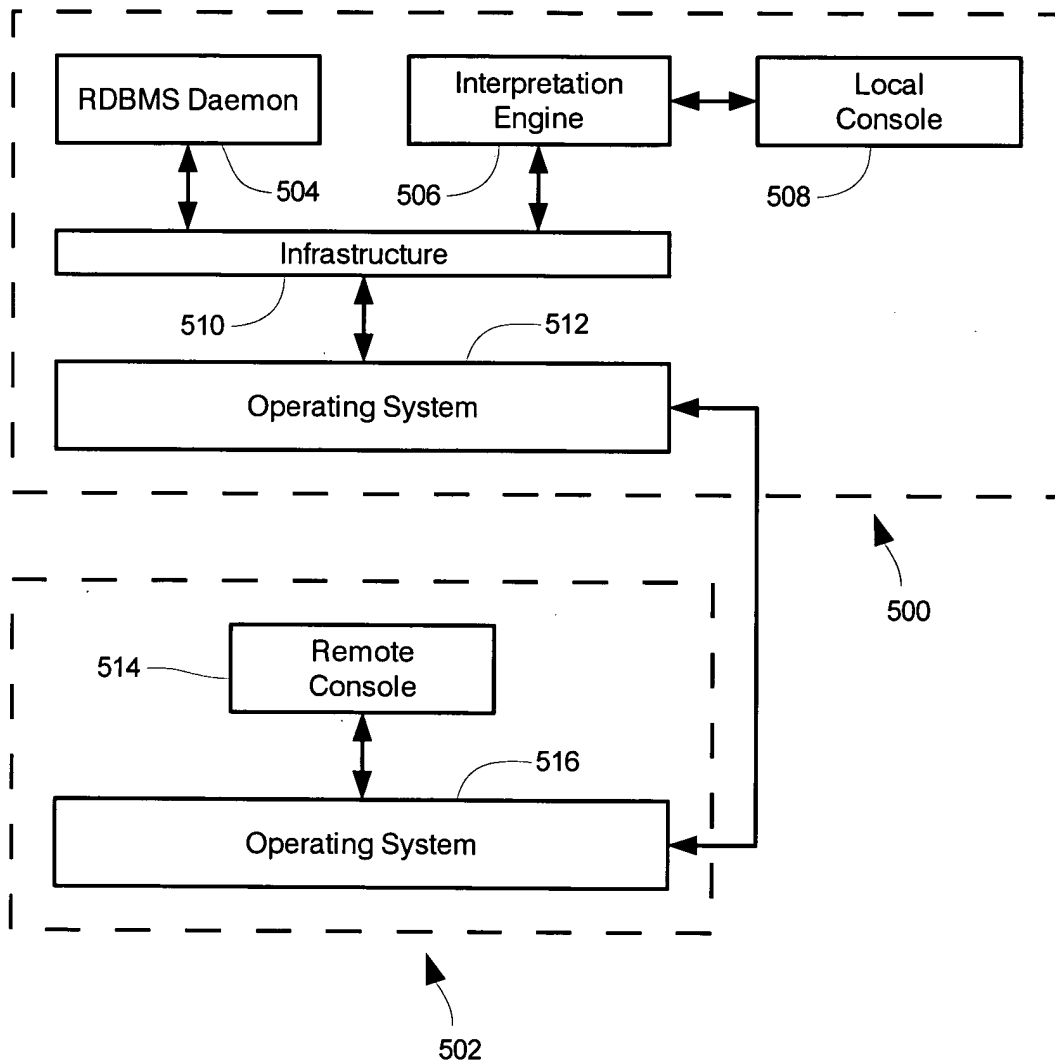 RDBMS Daemon
Interpretation
Engine
Local
Console
504
506
508
Infrastructure
510
512
Operating System
500
514
Remote
Console
516
Operating System
502